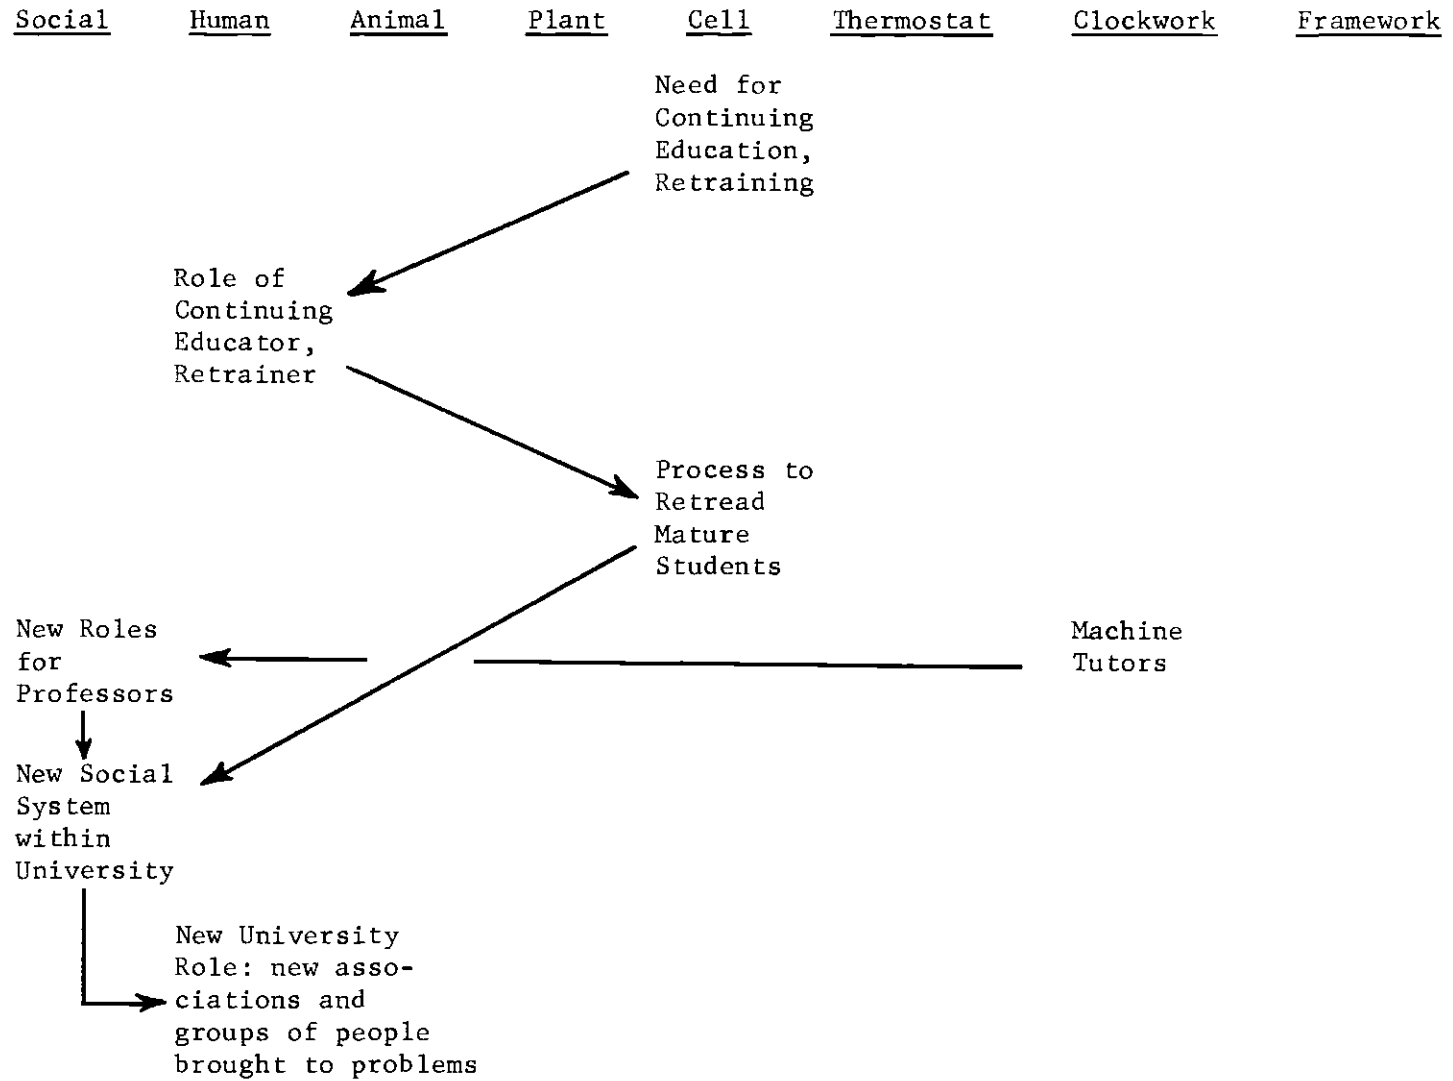 Social Human Animal Plant Cell Thermostat Clockwork Framework
Need for
Continuing
Education,
Retraining
Role of
Continuing
Educator,
Retrainer
Process to
Retread
Mature
Students
New Roles
for
Professors
Machine
Tutors
New Social
System
within
University
New University
Role: new asso-
ciations and
groups of people
brought to problems